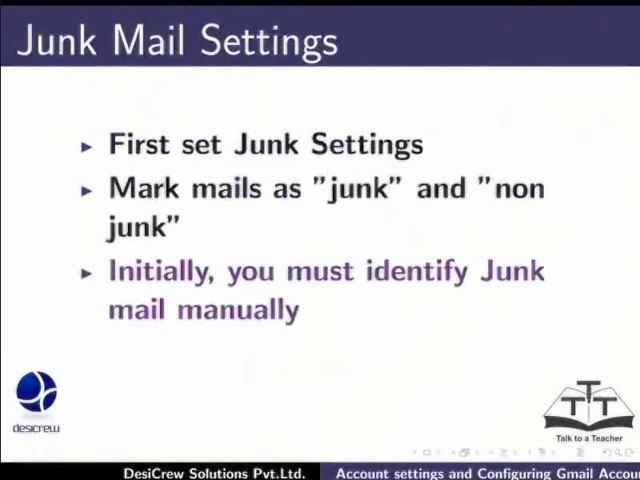 Junk Mail Settings
First set Junk Settings
Mark mails as ”junk” and ”non
junk”
Initially, you must identify Junk
mail manually
desicrew
TTT
Talk to a Teacher
DesiCrew Solutions Pvt.Ltd.
Account settings and Configuring Gmail Accou